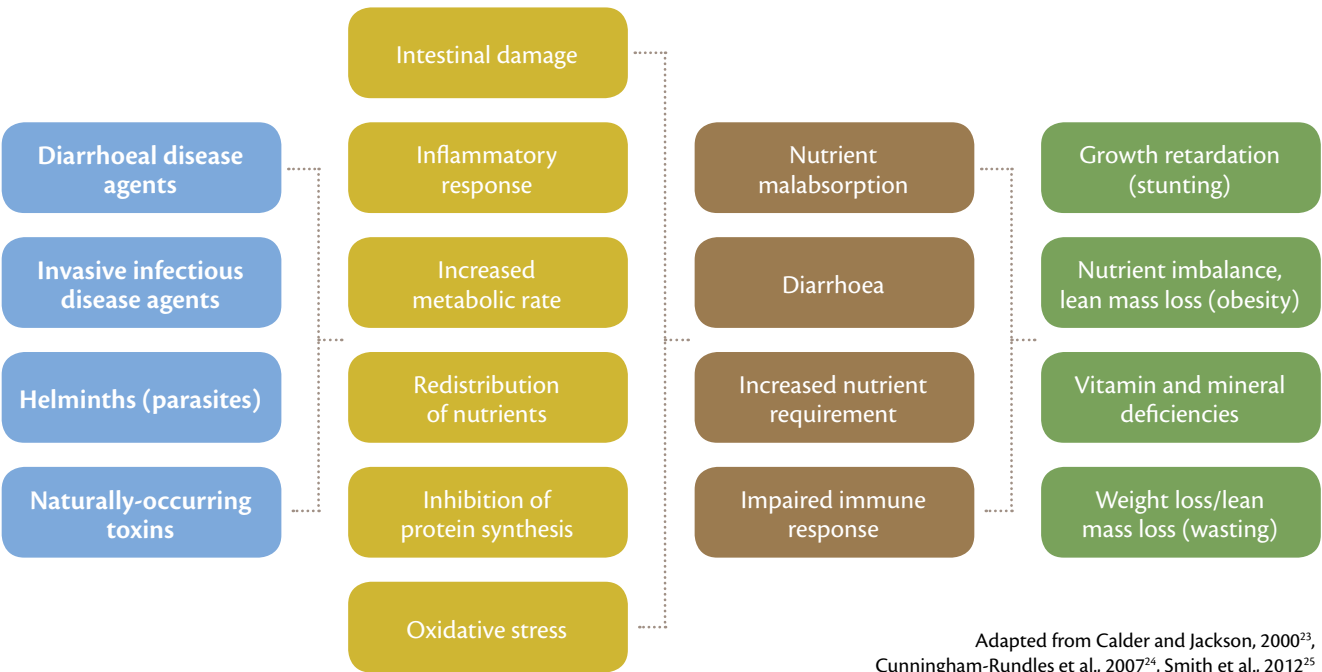 Diarrhoeal disease
agents
Invasive infectious
disease agents
Helminths (parasites)
Naturally-occurring
toxins
Intestinal damage
Inflammatory
response
Increased
metabolic rate
Redistribution
of nutrients
Inhibition of
protein synthesis
Oxidative stress
Nutrient
malabsorption
Diarrhoea
Increased nutrient
requirement
Impaired immune
response
Growth retardation
(stunting)
Nutrient imbalance,
lean mass loss (obesity)
Vitamin and mineral
deficiencies
Weight loss/lean
mass loss (wasting)
Adapted from Calder and Jackson, 2000²³,
Cunningham-Rundles et al., 2007²⁴, Smith et al., 2012²⁵